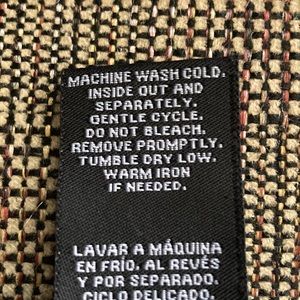 MACHINE WASH COLD.
INSIDE OUT AND
SEPARATELY.
GENTLE CYCLE.
DO NOT BLEACH.
REMOVE PROMPTLY.
TUMBLE DRY LOW.
WARM IRON
IF NEEDED.
LAVAR A MÁQUINA
EN FRÍO, AL REVÉS
Y POR SEPARADO.
CICLO DELICADO.